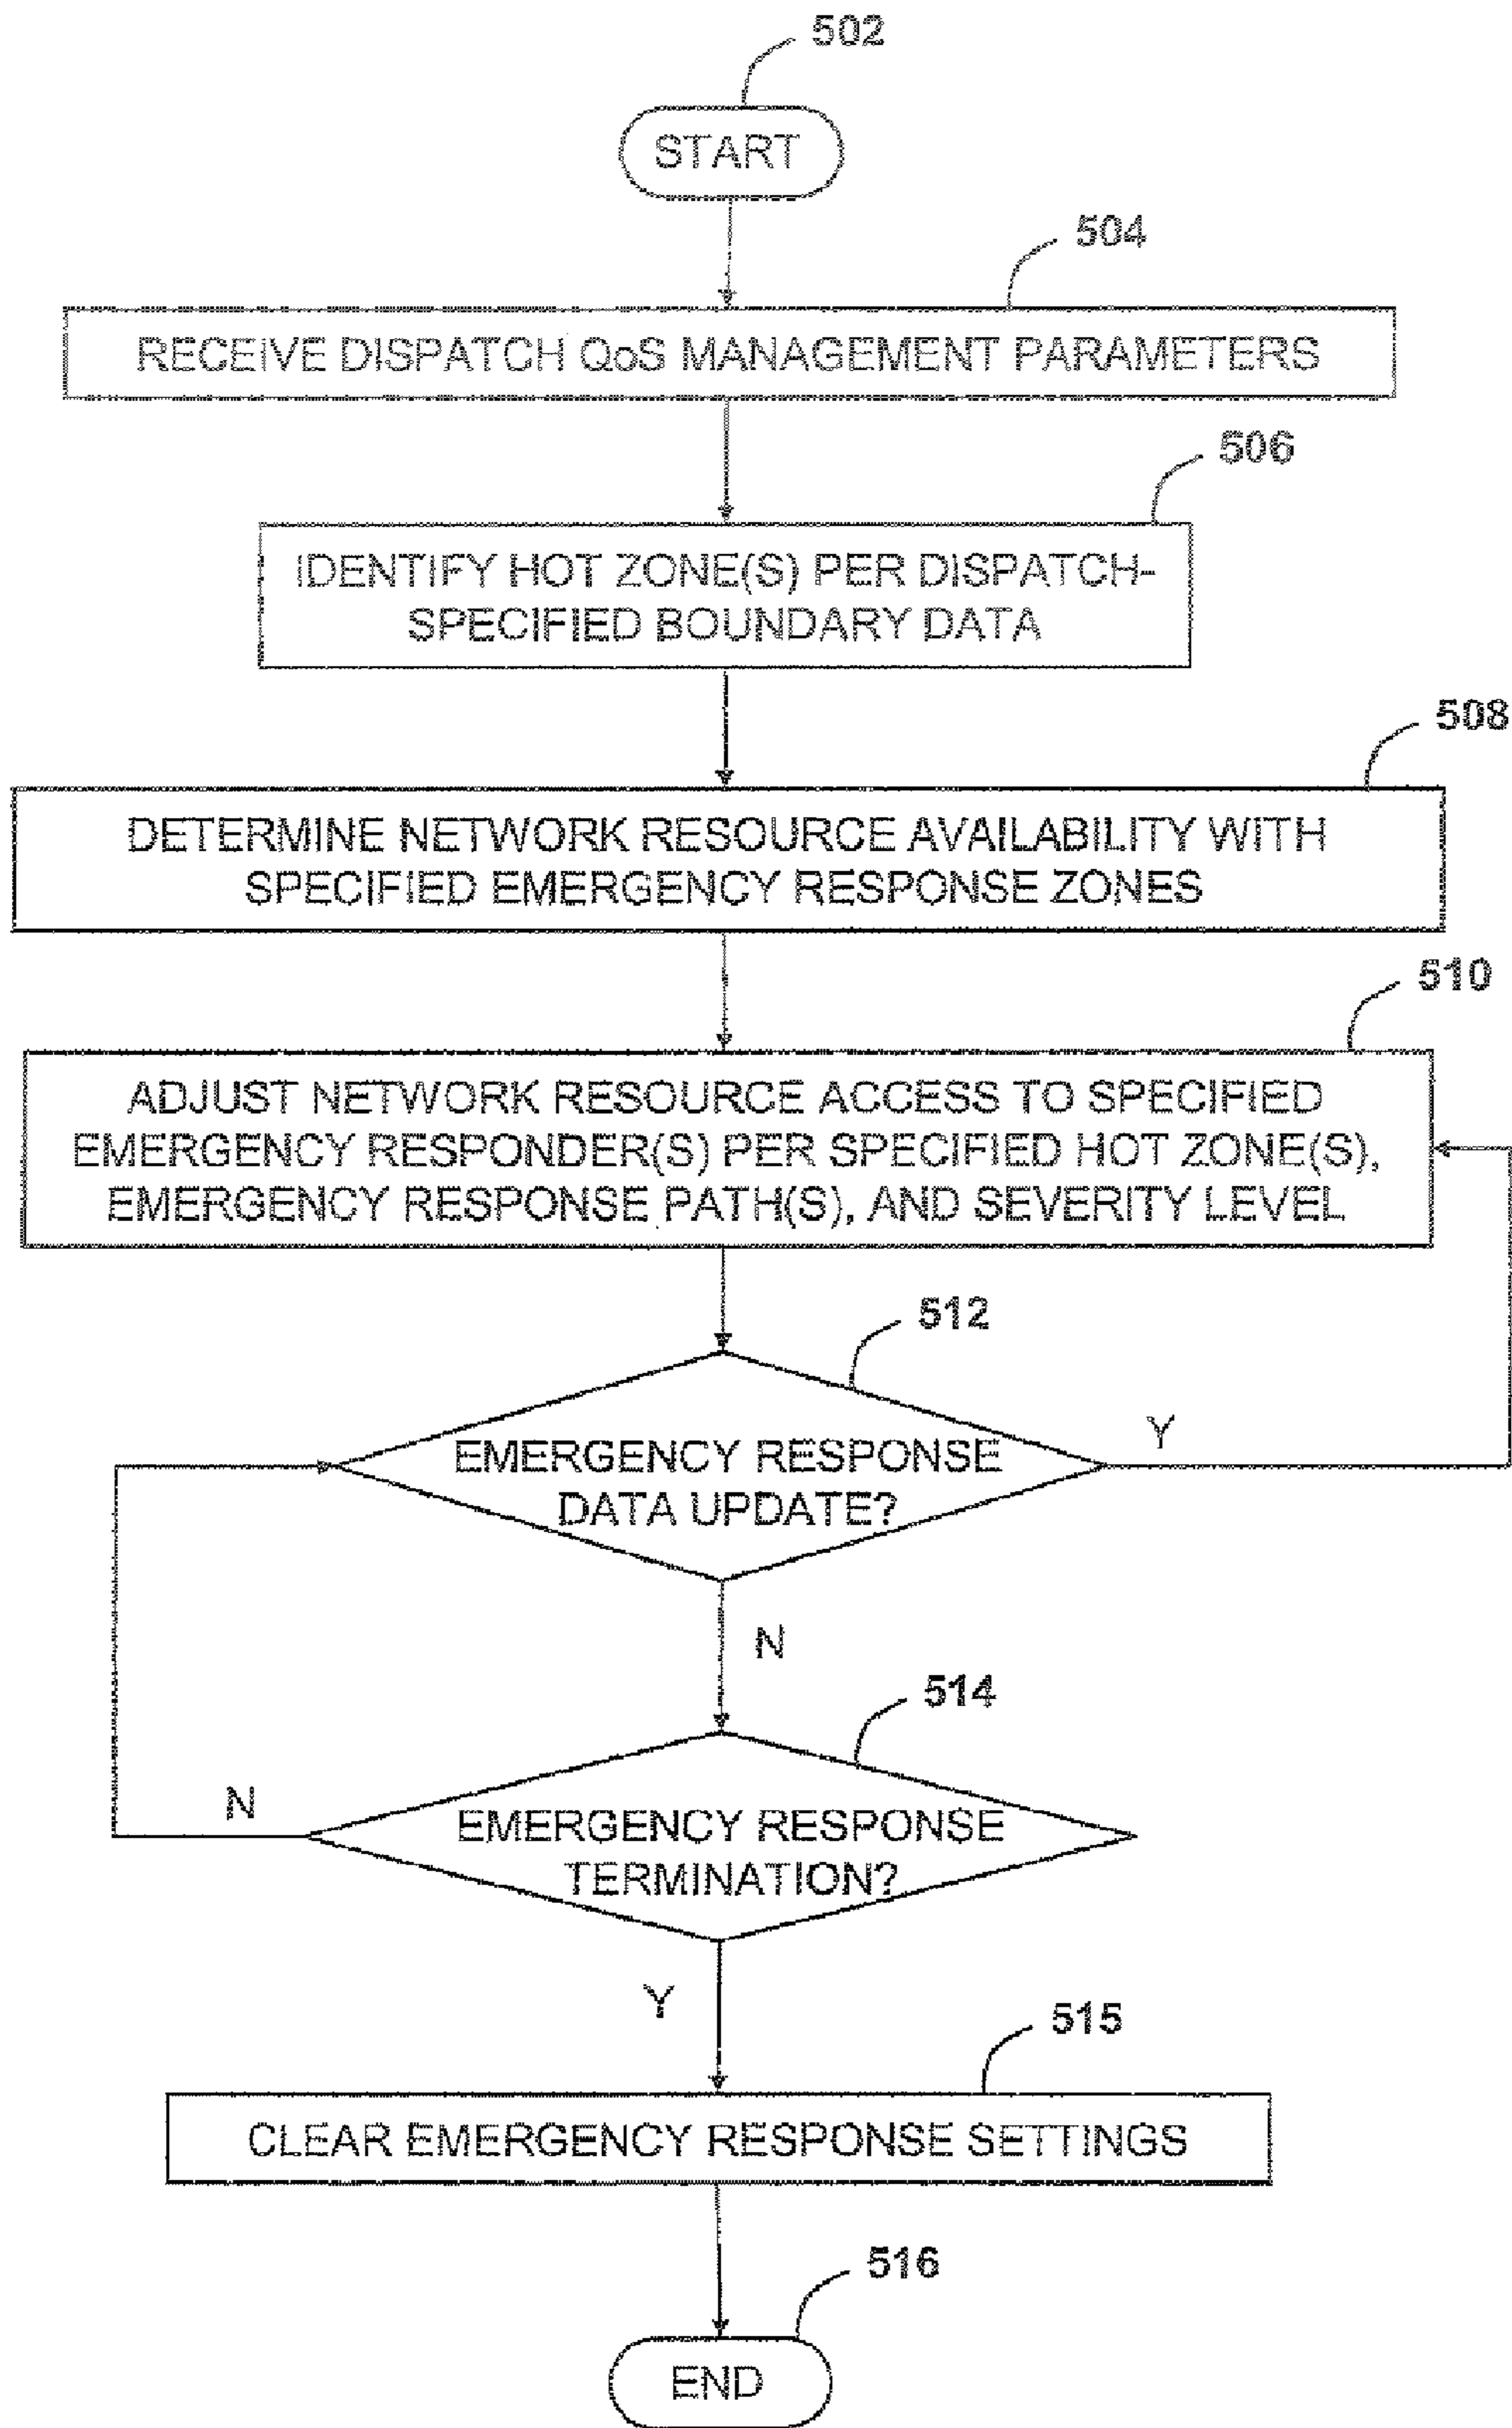 502
START
504
RECEIVE DISPATCH QoS MANAGEMENT PARAMETERS
506
IDENTIFY HOT ZONE(S) PER DISPATCH-
SPECIFIED BOUNDARY DATA
508
DETERMINE NETWORK RESOURCE AVAILABILITY WITH
SPECIFIED EMERGENCY RESPONSE ZONES
510
ADJUST NETWORK RESOURCE ACCESS TO SPECIFIED
EMERGENCY RESPONDER(S) PER SPECIFIED HOT ZONE(S),
EMERGENCY RESPONSE PATH(S), AND SEVERITY LEVEL
512
EMERGENCY RESPONSE
DATA UPDATE?
Y
N
514
EMERGENCY RESPONSE
TERMINATION?
N
Y
515
CLEAR EMERGENCY RESPONSE SETTINGS
516
END